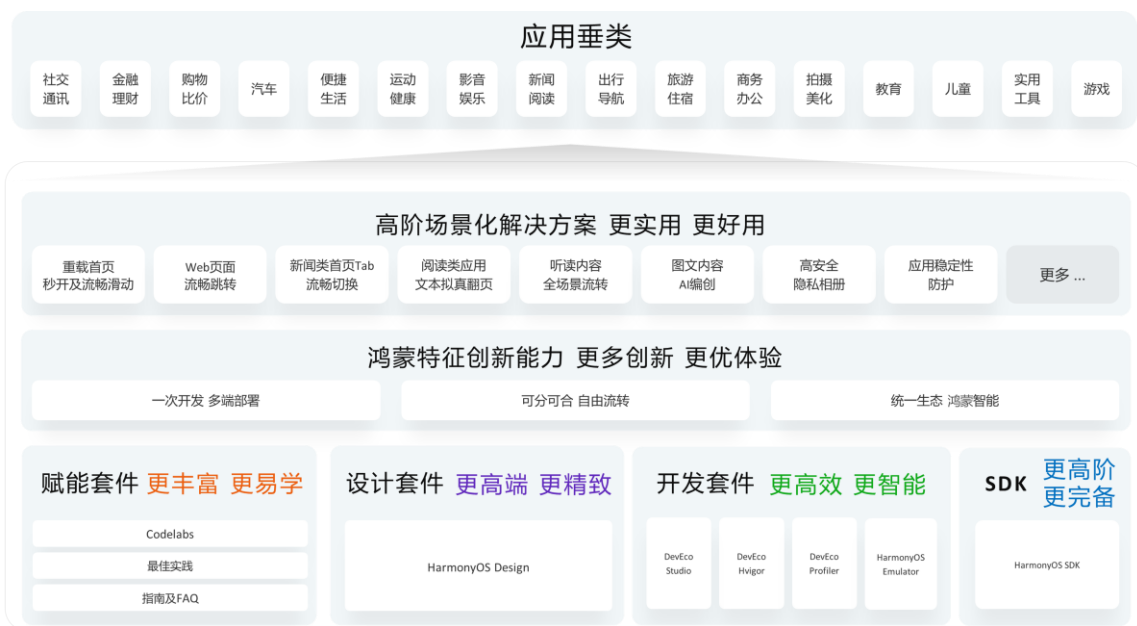 应用垂类
社交
通讯
金融
理财
购物
比价
汽车
便捷
生活
运动
健康
影音
娱乐
新闻
阅读
出行
导航
旅游
住宿
商务
办公
拍摄
美化
教育
儿童
实用
工具
游戏
高阶场景化解决方案 更实用 更好用
重载首页
秒开及流畅滑动
Web页面
流畅跳转
新闻类首页Tab
流畅切换
阅读类应用
文本拟真翻页
听读内容
全场景流转
图文内容
AI编创
高安全
隐私相册
应用稳定性
防护
更多 ...
鸿蒙特征创新能力 更多创新 更优体验
一次开发 多端部署
可分可合 自由流转
统一生态 鸿蒙智能
赋能套件 更丰富 更易学
Codelabs
最佳实践
指南及FAQ
设计套件 更高端 更精致
HarmonyOS Design
开发套件 更高效 更智能
DevEco
Studio
DevEco
Hvigor
DevEco
Profiler
HarmonyOS
Emulator
SDK
更高阶
更完备
HarmonyOS SDK